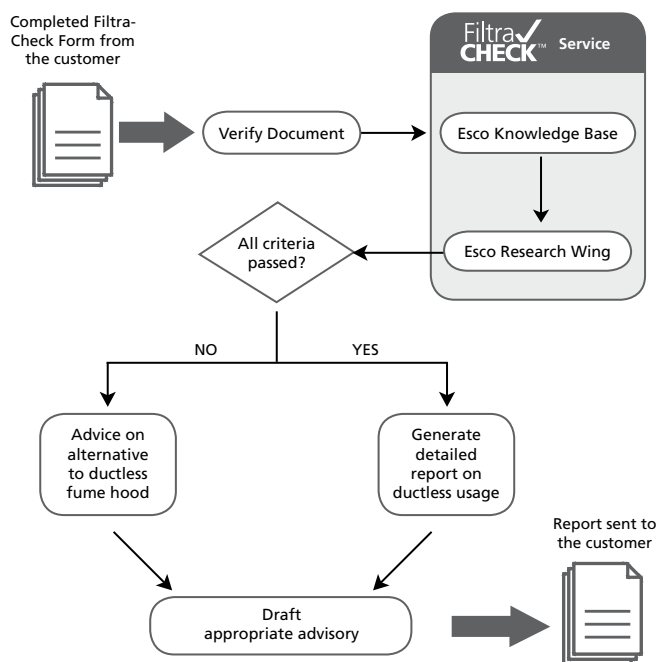 Completed Filtra-
Check Form from
the customer
Filtra
CHECK™ Service
Verify Document
Esco Knowledge Base
All criteria
passed?
Esco Research Wing
NO
YES
Advice on
alternative
to ductless
fume hood
Generate
detailed
report on
ductless usage
Report sent to
the customer
Draft
appropriate advisory